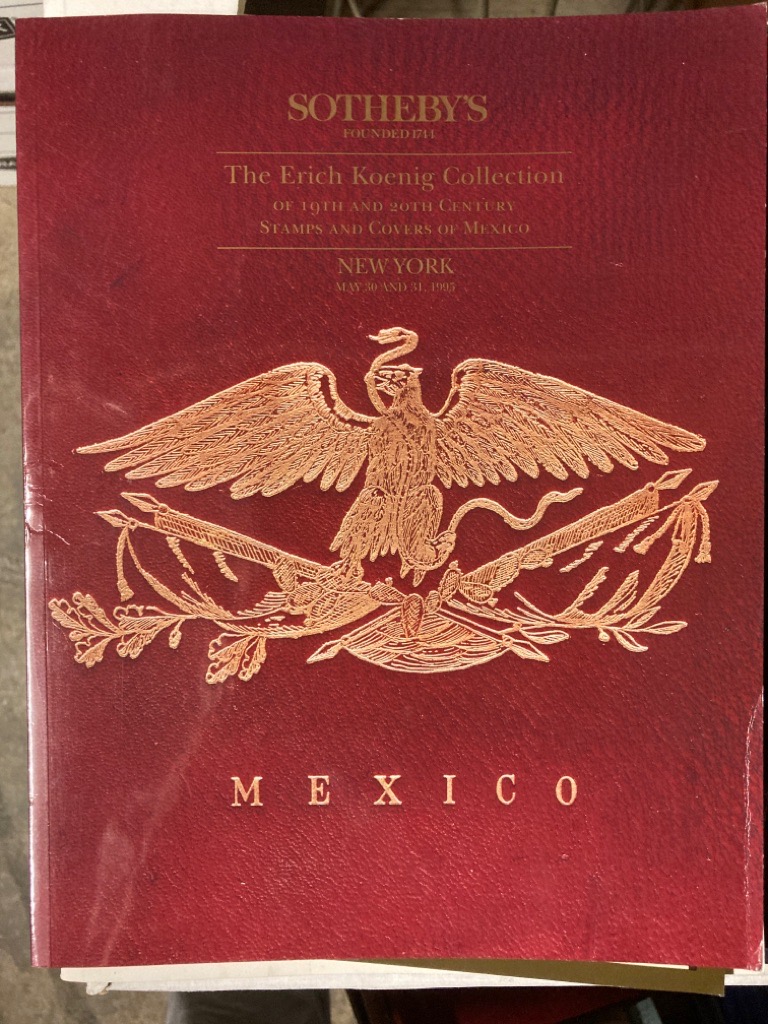 SOTHEBY'S
FOUNDED 1744
The Erich Koenig Collection
OF 19TH AND 20TH CENTURY
STAMPS AND COVERS OF MEXICO
NEW YORK
MAY 30 AND 31, 1995
MEXICO